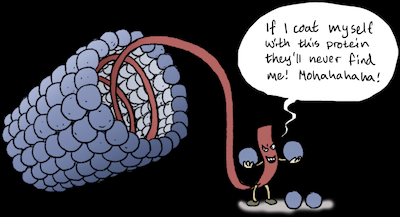 If I coat myself
with this protein
they'll never find
me! Mohahahaha!